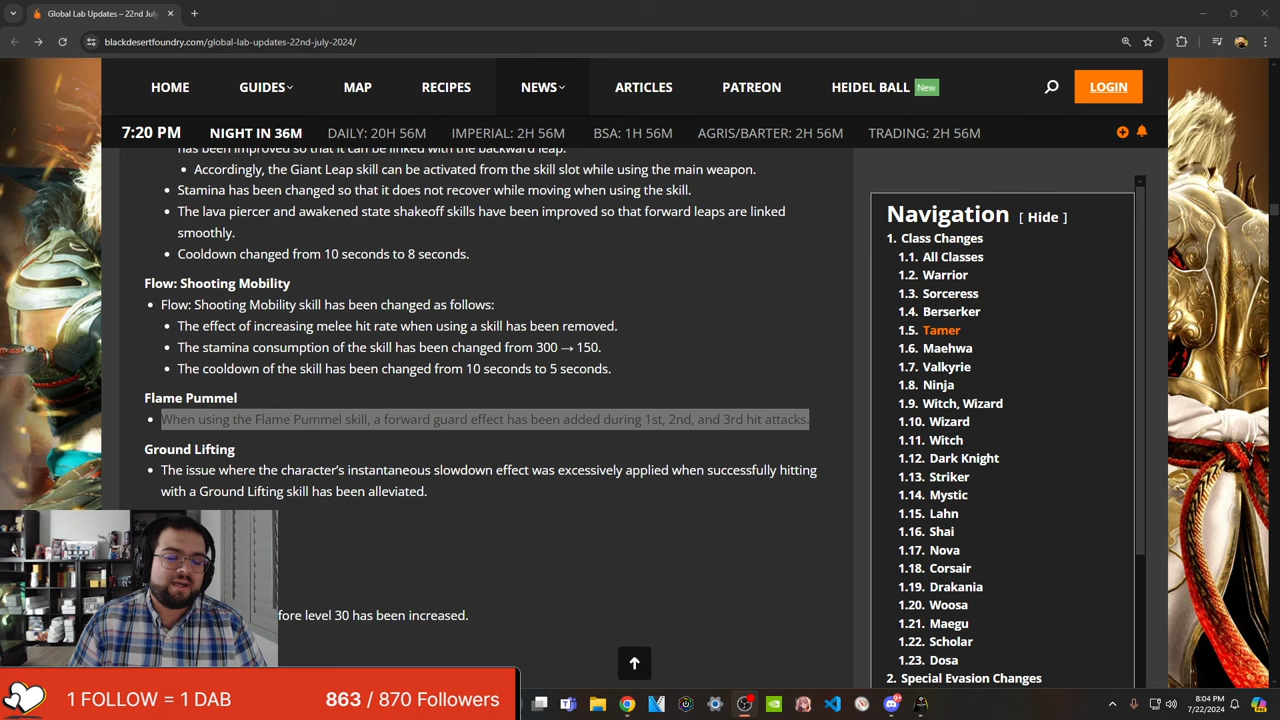 Global Lab Updates – 22nd July
blackdesertfoundry.com/global-lab-updates-22nd-july-2024/
HOME GUIDES MAP RECIPES NEWS ARTICLES PATREON HEIDEL BALL New LOGIN
7:20 PM NIGHT IN 36M DAILY: 20H 56M IMPERIAL: 2H 56M BSA: 1H 56M AGRIS/BARTER: 2H 56M TRADING: 2H 56M
has been improved so that it can be linked with the backward leap.
Accordingly, the Giant Leap skill can be activated from the skill slot while using the main weapon.
Stamina has been changed so that it does not recover while moving when using the skill.
The lava piercer and awakened state shakeoff skills have been improved so that forward leaps are linked
smoothly.
Cooldown changed from 10 seconds to 8 seconds.
Flow: Shooting Mobility
Flow: Shooting Mobility skill has been changed as follows:
The effect of increasing melee hit rate when using a skill has been removed.
The stamina consumption of the skill has been changed from 300 → 150.
The cooldown of the skill has been changed from 10 seconds to 5 seconds.
Flame Pummel
When using the Flame Pummel skill, a forward guard effect has been added during 1st, 2nd, and 3rd hit attacks.
Ground Lifting
The issue where the character's instantaneous slowdown effect was excessively applied when successfully hitting
with a Ground Lifting skill has been alleviated.
fore level 30 has been increased.
Navigation [ Hide ]
1. Class Changes
1.1. All Classes
1.2. Warrior
1.3. Sorceress
1.4. Berserker
1.5. Tamer
1.6. Maehwa
1.7. Valkyrie
1.8. Ninja
1.9. Witch, Wizard
1.10. Wizard
1.11. Witch
1.12. Dark Knight
1.13. Striker
1.14. Mystic
1.15. Lahn
1.16. Shai
1.17. Nova
1.18. Corsair
1.19. Drakania
1.20. Woosa
1.21. Maegu
1.22. Scholar
1.23. Dosa
2. Special Evasion Changes
1 FOLLOW = 1 DAB 863 / 870 Followers
8:04 PM
7/22/2024